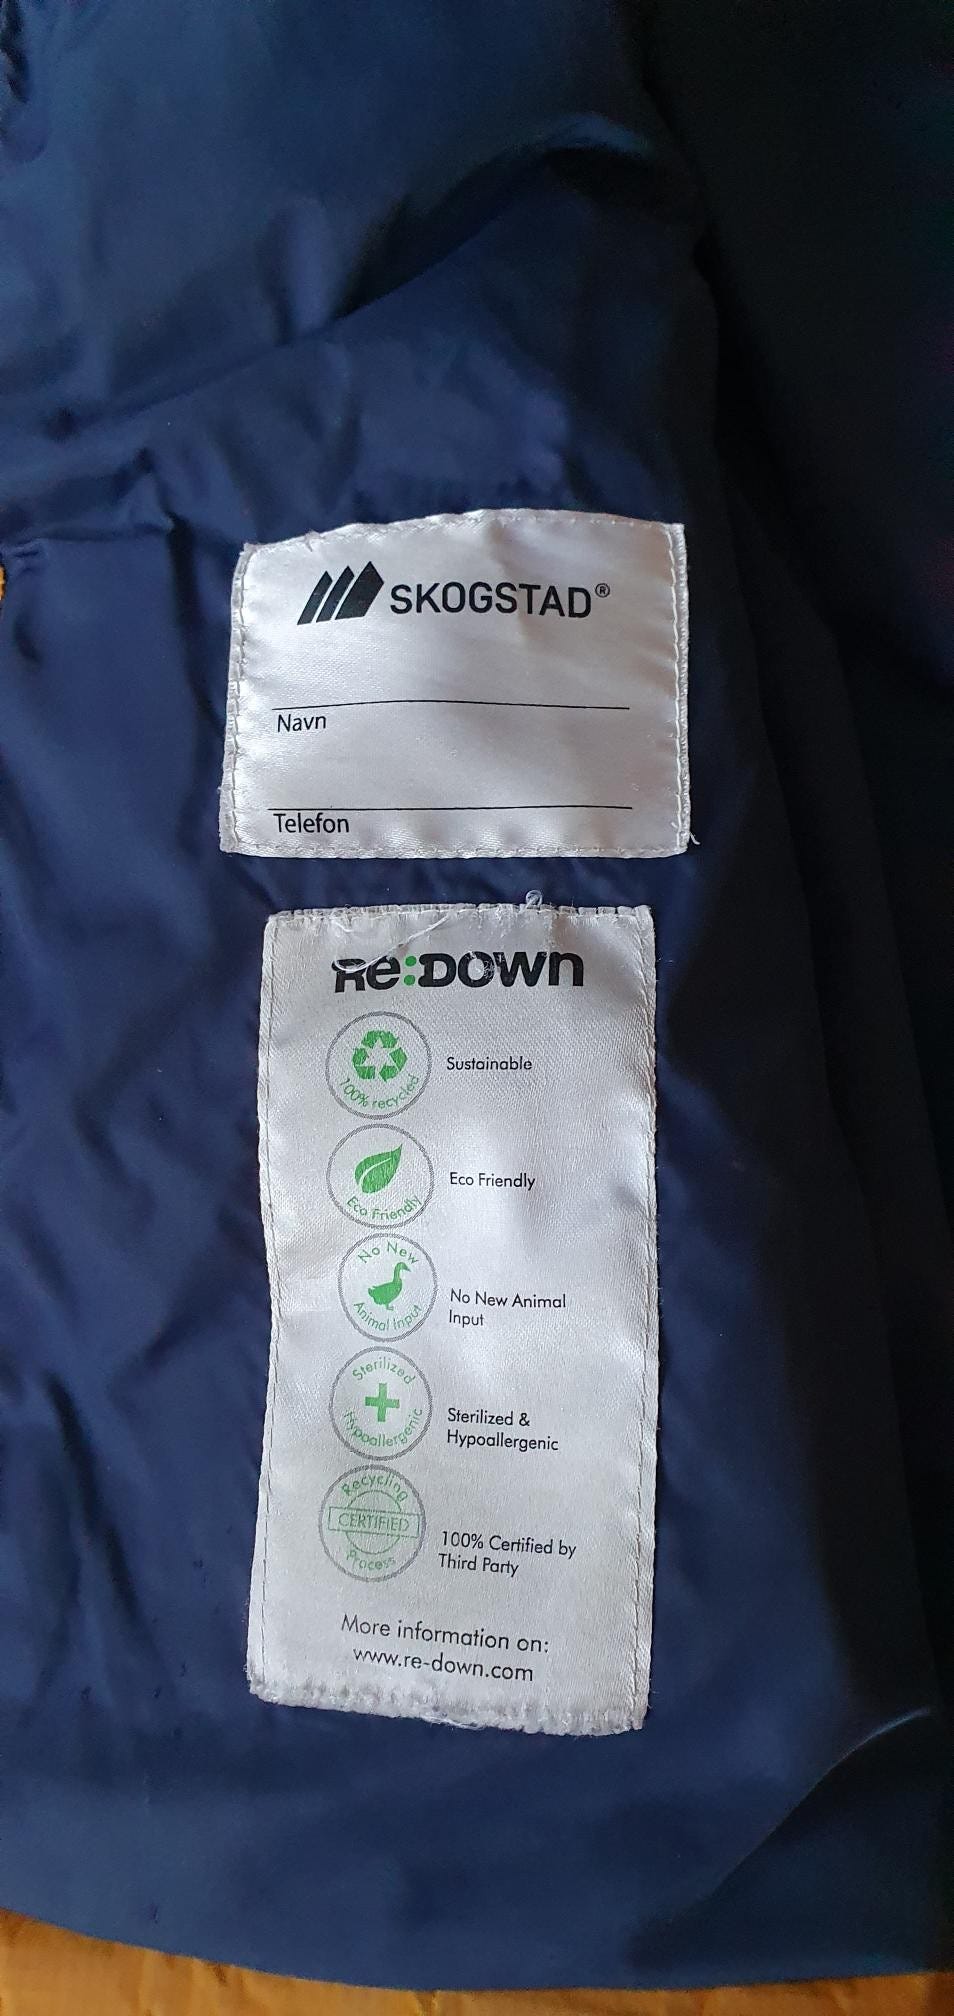 SKOGSTAD®
Navn
Telefon
Re:DOWN
100% recycled
Sustainable
Eco Friendly
Eco Friendly
No New
Animal Input
No New Animal
Input
Sterilized
Hypoallergenic
Sterilized &
Hypoallergenic
Recycling
CERTIFIED
Process
100% Certified by
Third Party
More information on:
www.re-down.com